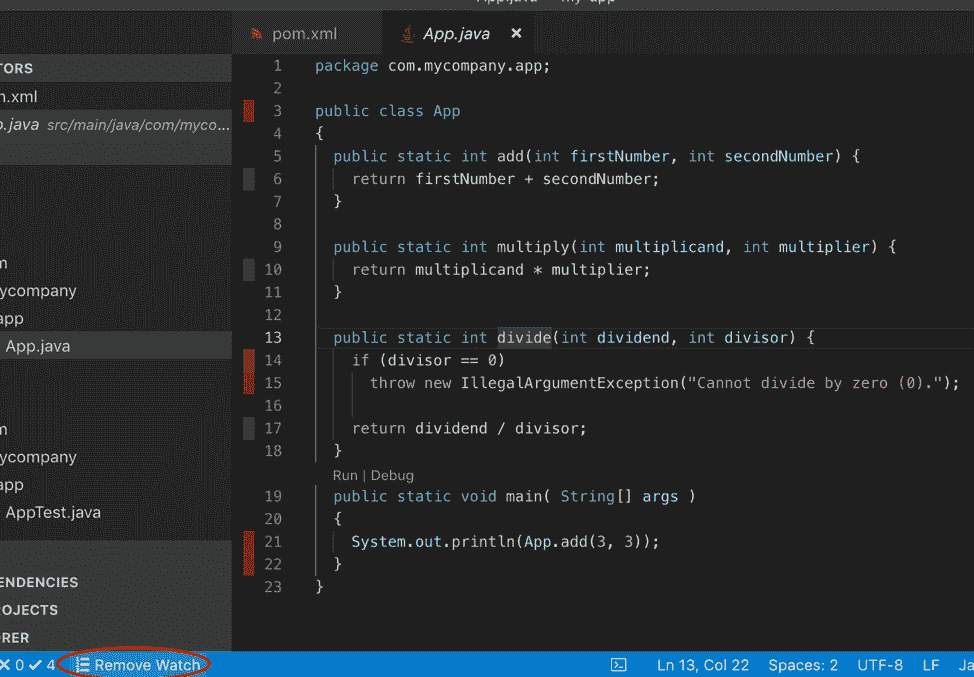 App.java — my-app
pom.xml
App.java ×
TORS
n.xml
p.java src/main/java/com/myco...
m
ycompany
app
App.java
m
ycompany
app
AppTest.java
ENDENCIES
ROJECTS
RER
1 package com.mycompany.app;
2
3 public class App
4 {
5 public static int add(int firstNumber, int secondNumber) {
6 return firstNumber + secondNumber;
7 }
8
9 public static int multiply(int multiplicand, int multiplier) {
10 return multiplicand * multiplier;
11 }
12
13 public static int divide(int dividend, int divisor) {
14 if (divisor == 0)
15 throw new IllegalArgumentException("Cannot divide by zero (0).");
16
17 return dividend / divisor;
18 }
Run | Debug
19 public static void main( String[] args )
20 {
21 System.out.println(App.add(3, 3));
22 }
23 }
0 4 Remove Watch Ln 13, Col 22 Spaces: 2 UTF-8 LF Ja